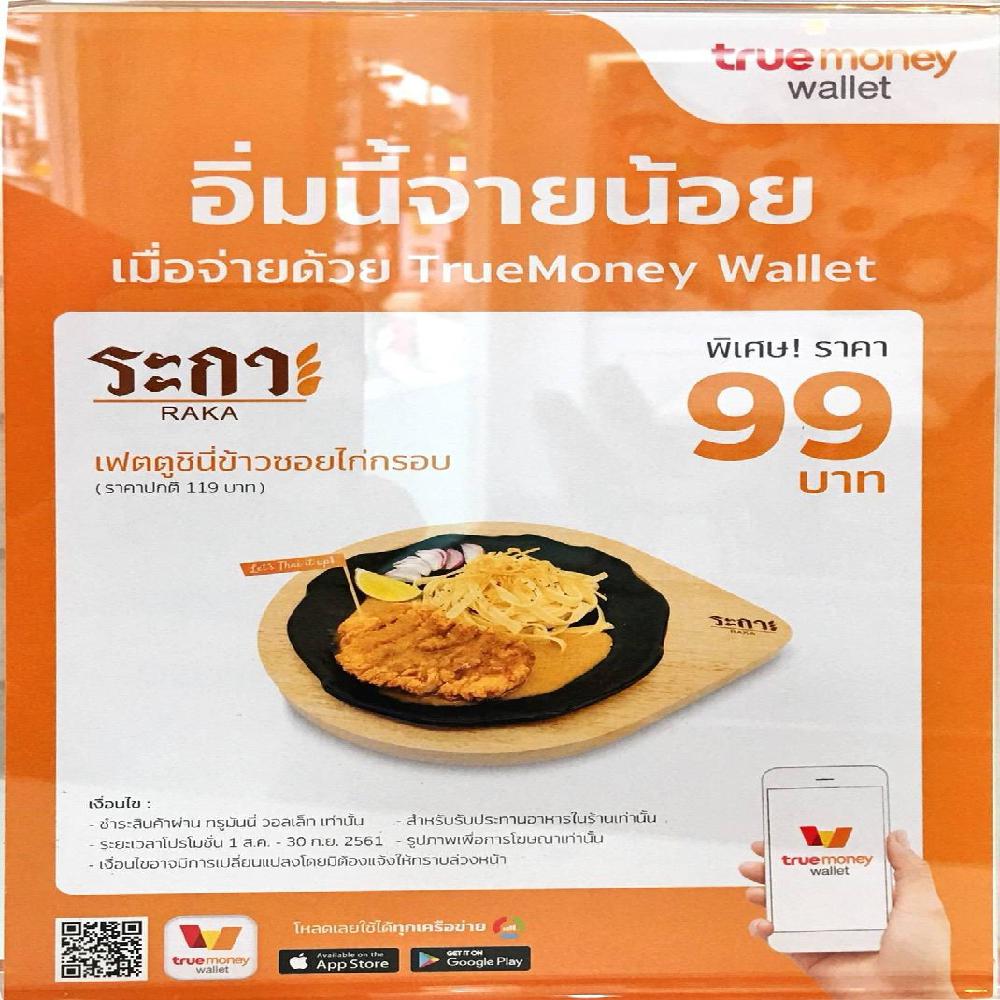 truemoney
wallet
อิ่มนี้จ่ายน้อย
เมื่อจ่ายด้วย TrueMoney Wallet
ระกา
RAKA
พิเศษ! ราคา
99
บาท
เฟตตูชินี่ข้าวซอยไก่กรอบ
(ราคาปกติ 119 บาท)
Let's Thai it up!
ระกา
RAKA
เงื่อนไข :
- ชำระสินค้าผ่าน ทรูมันนี่ วอลเล็ท เท่านั้น - สำหรับรับประทานอาหารในร้านเท่านั้น
- ระยะเวลาโปรโมชั่น 1 ส.ค. - 30 ก.ย. 2561 - รูปภาพเพื่อการโฆษณาเท่านั้น
- เงื่อนไขอาจมีการเปลี่ยนแปลงโดยมิต้องแจ้งให้ทราบล่วงหน้า
truemoney
wallet
โหลดเลยใช้ได้ทุกเครือข่าย
truemoney
wallet
Available on the
App Store
GET IT ON
Google Play